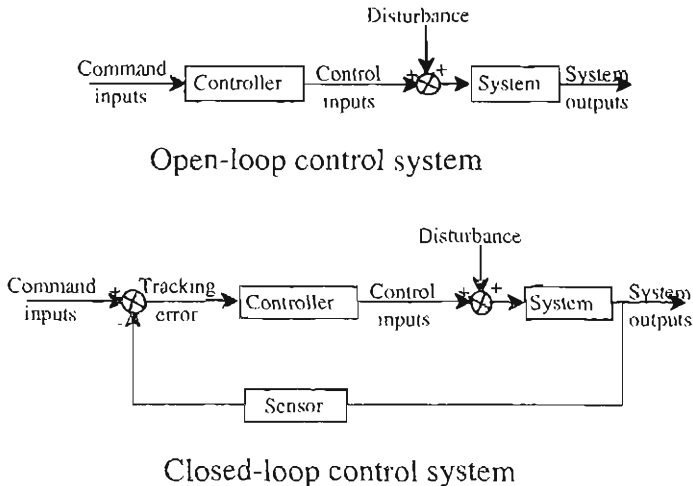 Disturbance
Command
inputs
Controller
Control
inputs
+
+
System
System
outputs
Open-loop control system
Disturbance
Command
inputs
+
-
Tracking
error
Controller
Control
inputs
+
+
System
System
outputs
Sensor
Closed-loop control system